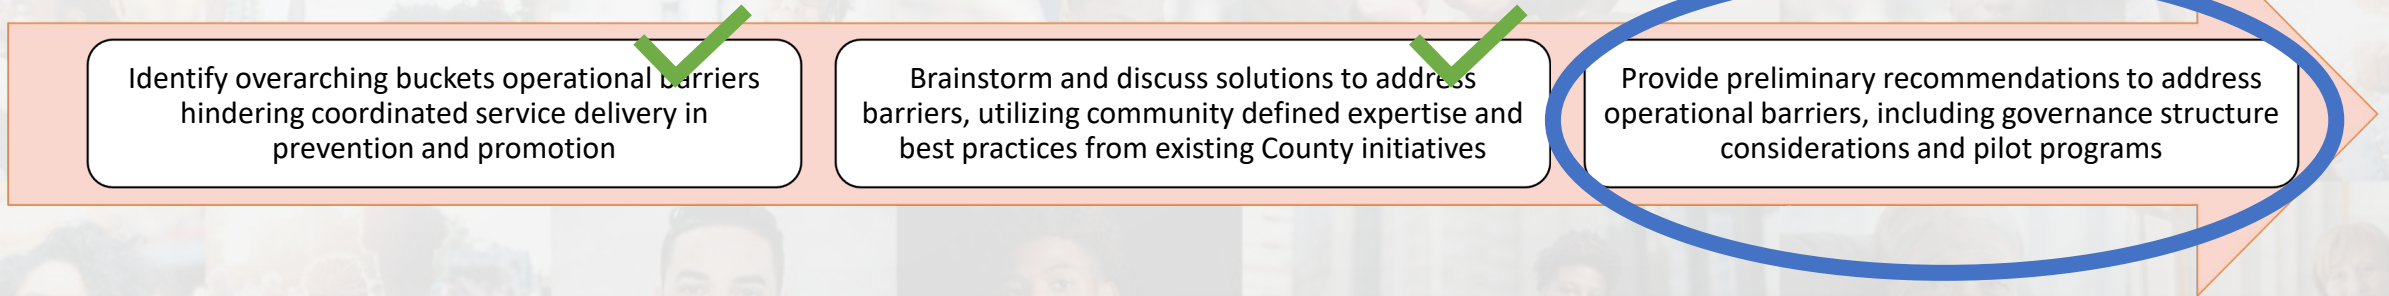 Identify overarching buckets operational barriers
hindering coordinated service delivery in
prevention and promotion
Brainstorm and discuss solutions to address
barriers, utilizing community defined expertise and
best practices from existing County initiatives
Provide preliminary recommendations to address
operational barriers, including governance structure
considerations and pilot programs